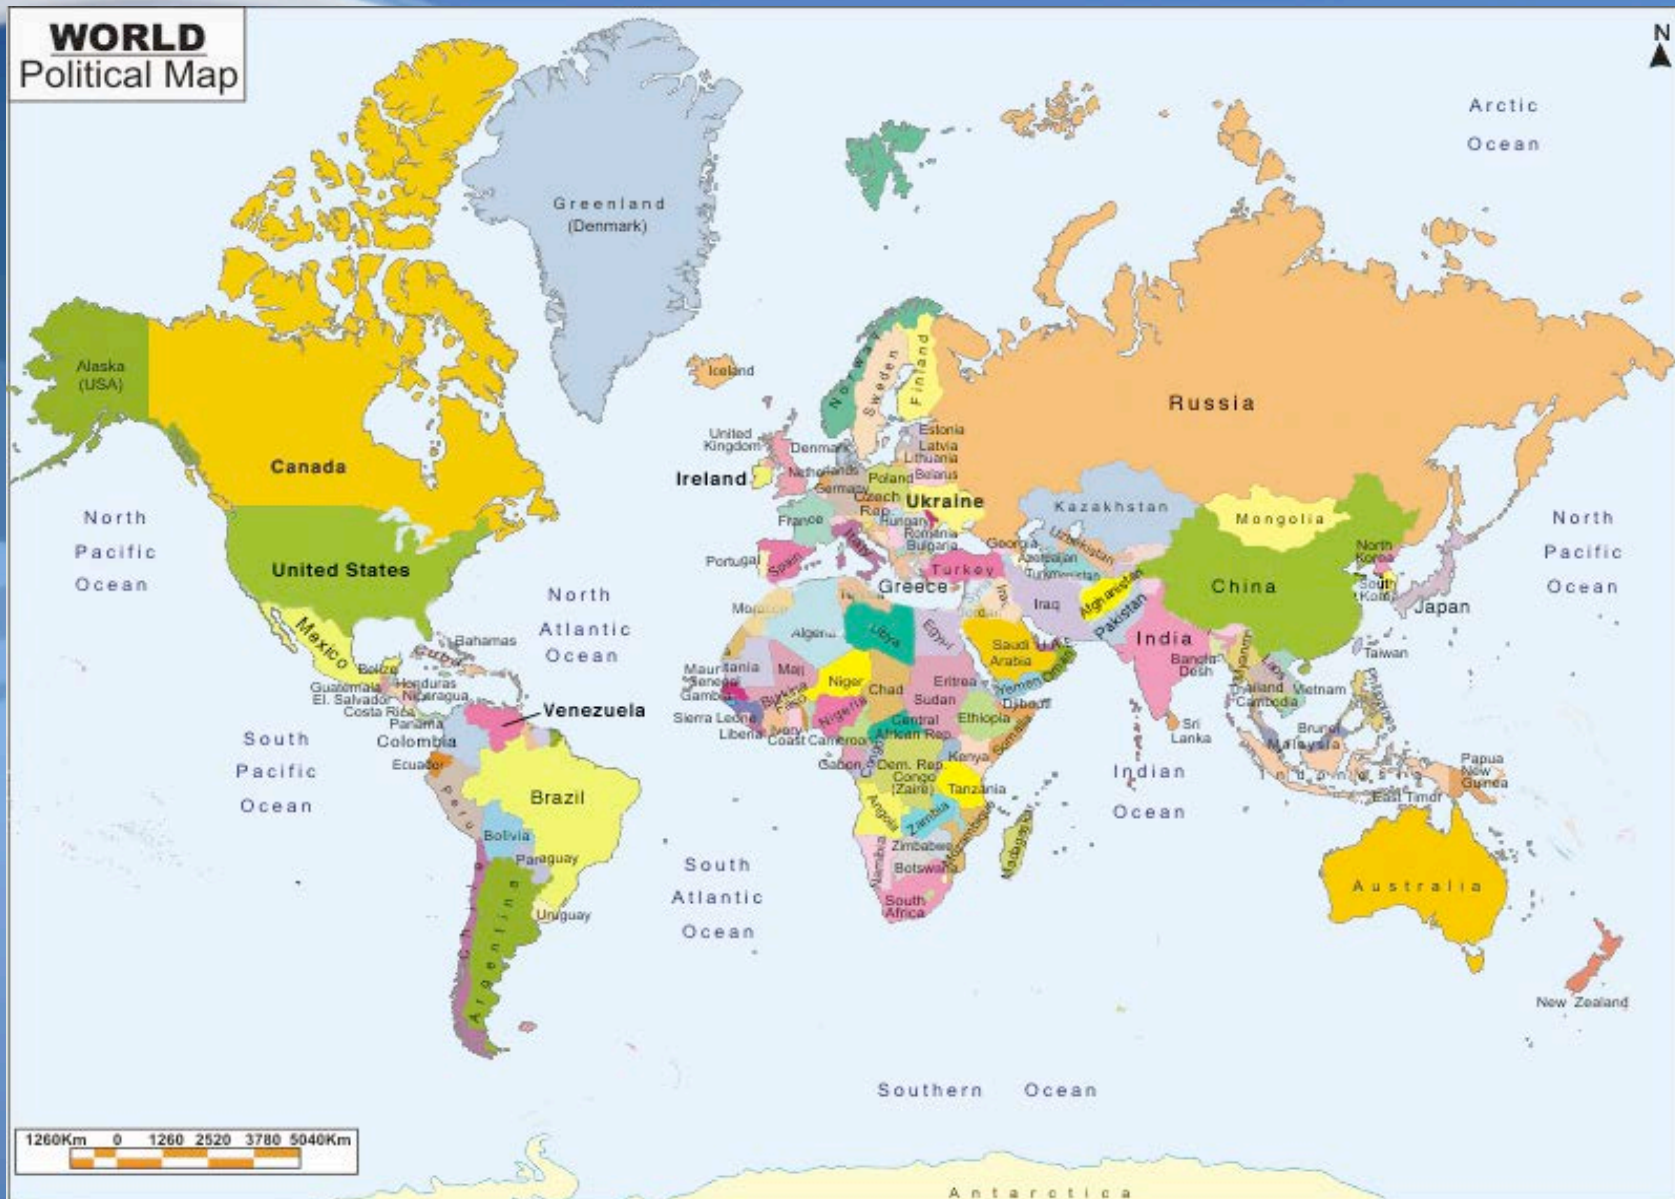 WORLD
Political Map
N
Arctic
Ocean
Greenland
(Denmark)
Alaska
(USA)
Canada
Iceland
Norway
Sweden
Finland
Russia
United
Kingdom
Denmark
Estonia
Latvia
Lithuania
Belarus
Ireland
Netherlands
Poland
Germany
Czech
Rep.
Ukraine
Kazakhstan
Mongolia
North
Pacific
Ocean
North
Pacific
Ocean
France
Hungary
Romania
Bulgaria
Italy
Georgia
Uzbekistan
Azerbaijan
Turkmenistan
North
Korea
South
Korea
Japan
China
United States
Portugal
Spain
Greece
Turkey
Iraq
Iraq
Afghanistan
Pakistan
Jordan
North
Atlantic
Ocean
Morocco
Algeria
Libya
Egypt
Saudi
Arabia
U.A.E
Oman
India
Bangla
Desh
Myanmar
Laos
Taiwan
Mexico
Bahamas
Cuba
Belize
Honduras
Guatemala
Nicaragua
El. Salvador
Costa Rica
Panama
Mauritania
Mali
Niger
Chad
Sudan
Eritrea
Yemen
Djibouti
Senegal
Gambia
Burkina
Faso
Nigeria
Sierra Leone
Liberia
Ivory
Coast
Cameroon
Central
African Rep.
Ethiopia
Somalia
Thailand
Vietnam
Cambodia
Philippines
Sri
Lanka
Brunei
Malaysia
Indonesia
Papua
New
Guinea
East Timor
Venezuela
Colombia
Ecuador
South
Pacific
Ocean
Peru
Brazil
Bolivia
Paraguay
Chile
Argentina
Uruguay
South
Atlantic
Ocean
Gabon
Congo
Dem. Rep.
Congo
(Zaire)
Kenya
Tanzania
Angola
Zambia
Mozambique
Zimbabwe
Namibia
Botswana
South
Africa
Madagaskar
Indian
Ocean
Australia
New Zealand
Southern Ocean
1260Km 0 1260 2520 3780 5040Km
Antarctica